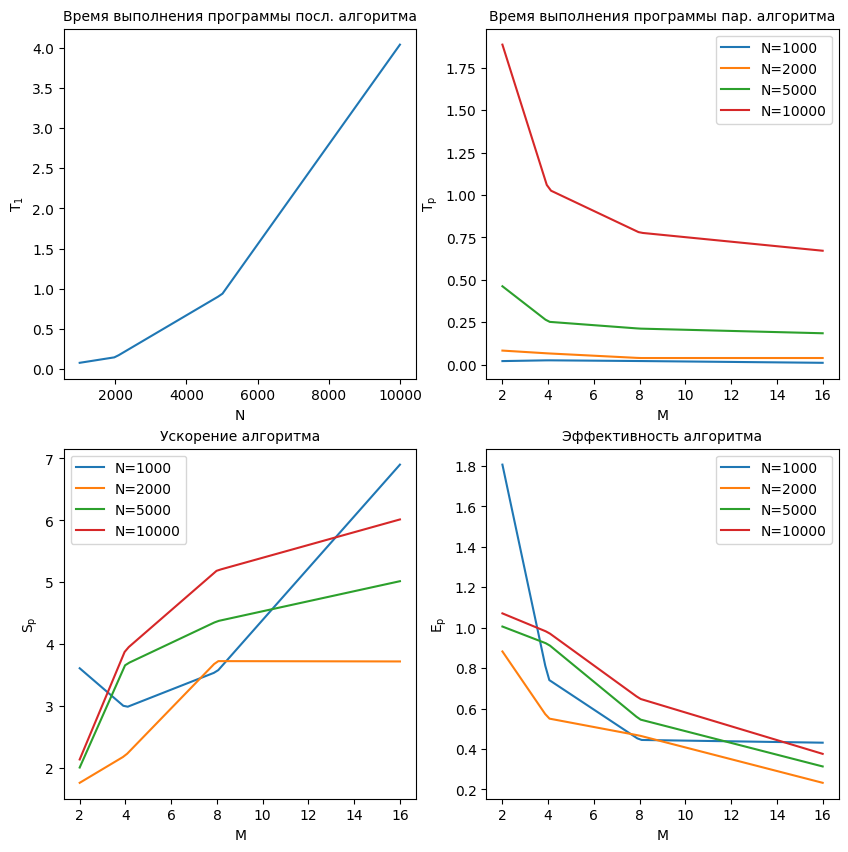 Время выполнения программы посл. алгоритма
4.0
3.5
3.0
2.5
2.0
1.5
1.0
0.5
0.0
T1
2000 4000 6000 8000 10000
N
Время выполнения программы пар. алгоритма
N=1000
N=2000
N=5000
N=10000
1.75
1.50
1.25
1.00
0.75
0.50
0.25
0.00
Tp
2 4 6 8 10 12 14 16
M
Ускорение алгоритма
N=1000
N=2000
N=5000
N=10000
7
6
5
4
3
2
Sp
2 4 6 8 10 12 14 16
M
Эффективность алгоритма
N=1000
N=2000
N=5000
N=10000
1.8
1.6
1.4
1.2
1.0
0.8
0.6
0.4
0.2
Ep
2 4 6 8 10 12 14 16
M